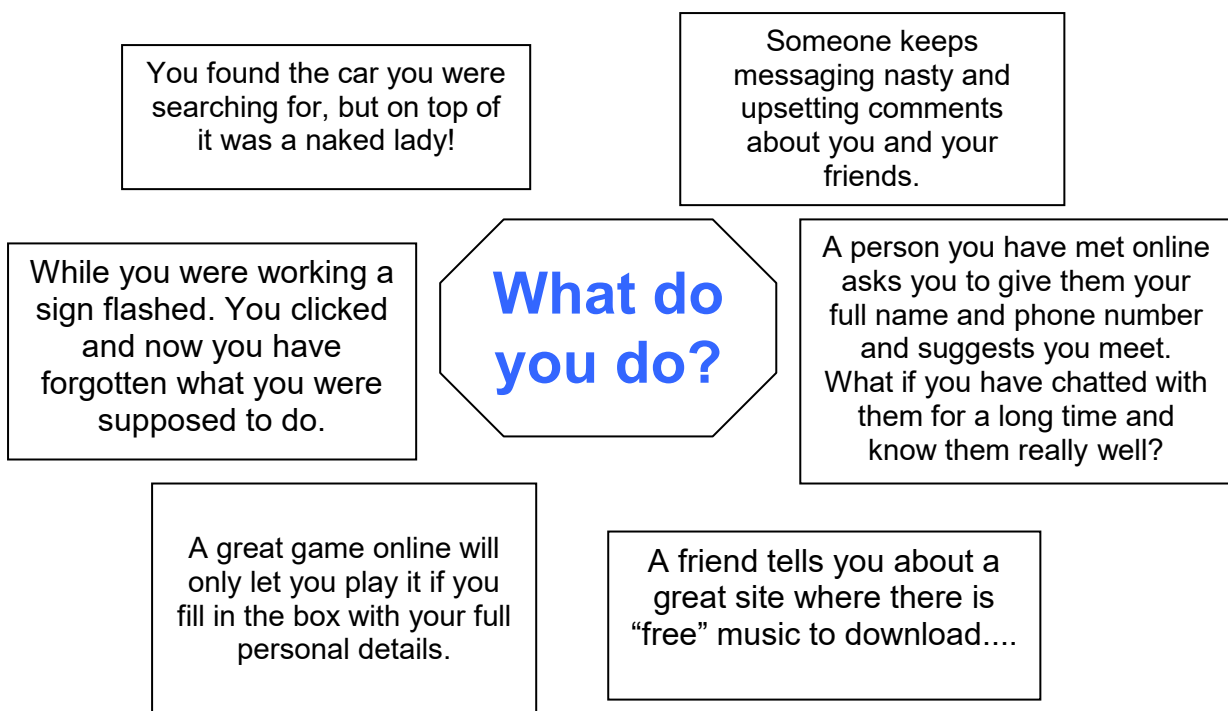 You found the car you were
searching for, but on top of
it was a naked lady!
Someone keeps
messaging nasty and
upsetting comments
about you and your
friends.
While you were working a
sign flashed. You clicked
and now you have
forgotten what you were
supposed to do.
What do
you do?
A person you have met online
asks you to give them your
full name and phone number
and suggests you meet.
What if you have chatted with
them for a long time and
know them really well?
A great game online will
only let you play it if you
fill in the box with your full
personal details.
A friend tells you about a
great site where there is
“free” music to download....